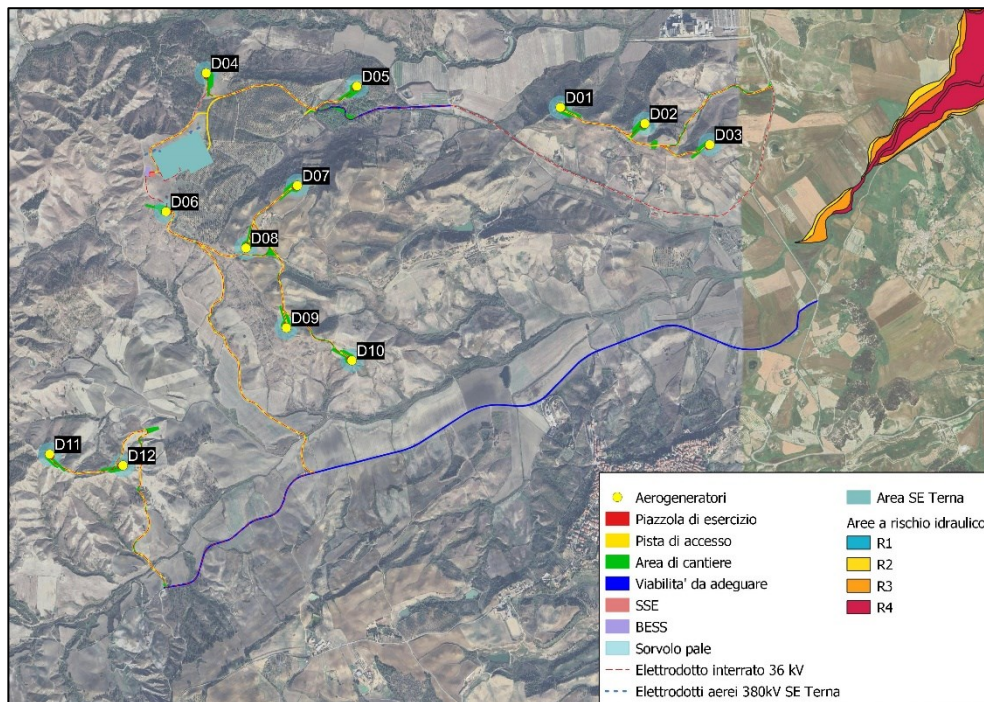 D04
D05
D01
D02
D03
D07
D06
D08
D09
D10
D11
D12
Aerogeneratori
Piazzola di esercizio
Pista di accesso
Area di cantiere
Viabilita' da adeguare
SSE
BESS
Sorvolo pale
Elettrodotto interrato 36 kV
Elettrodotti aerei 380kV SE Terna
Area SE Terna
Aree a rischio idraulico
R1
R2
R3
R4